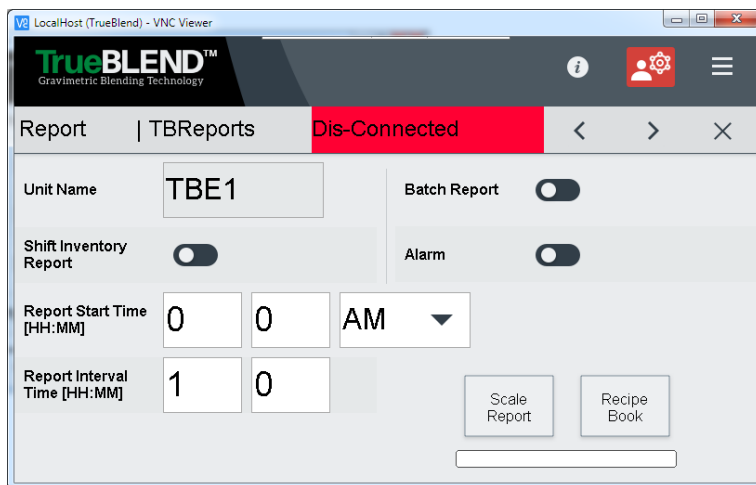 LocalHost (TrueBlend) - VNC Viewer
TrueBLEND™
Gravimetric Blending Technology
Report | TBReports Dis-Connected
Unit Name TBE1 Batch Report
Shift Inventory
Report
Alarm
Report Start Time
[HH:MM]
0 0 AM
Report Interval
Time [HH:MM]
1 0
Scale
Report
Recipe
Book